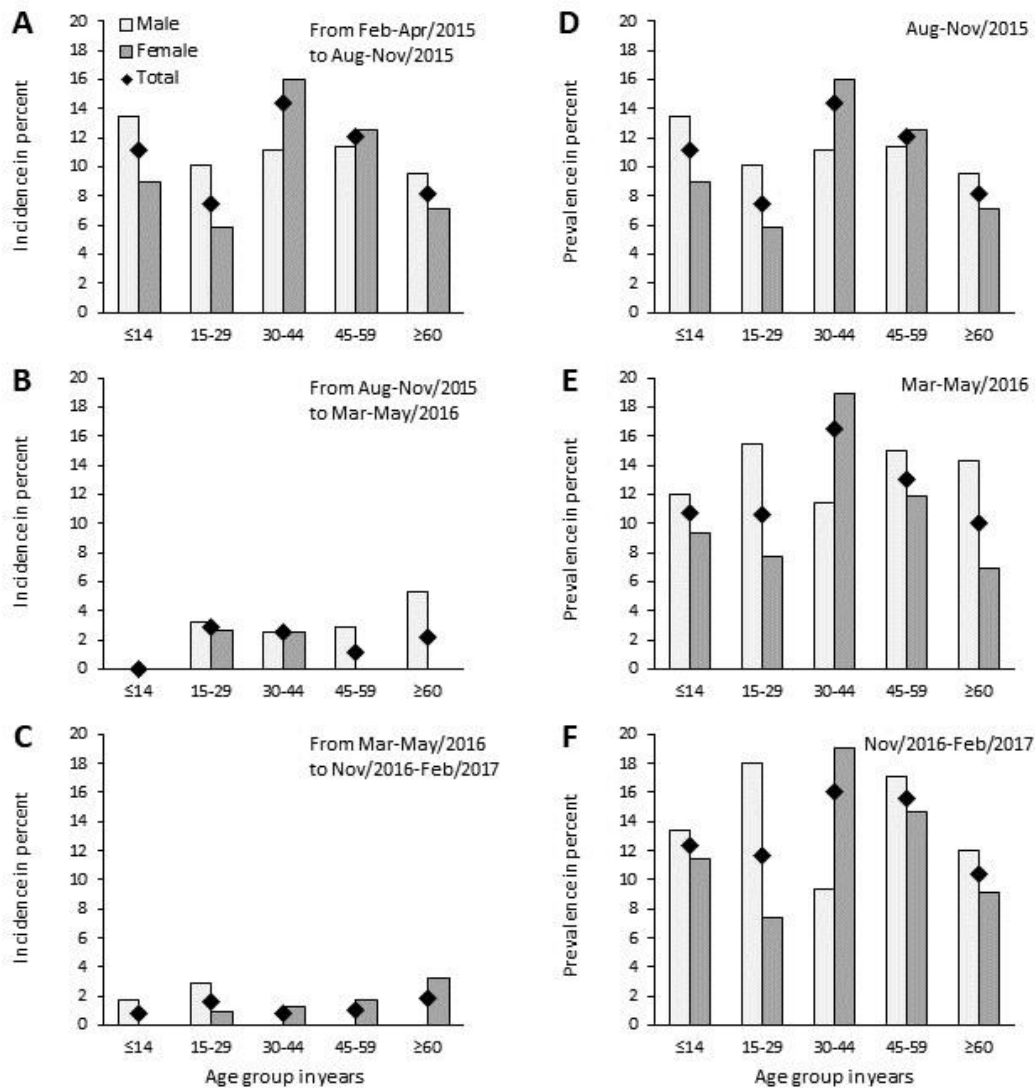 A
Male
Female
Total
From Feb-Apr/2015
to Aug-Nov/2015
Incidence in percent
20
18
16
14
12
10
8
6
4
2
0
≤14 15-29 30-44 45-59 ≥60
D
Aug-Nov/2015
Prevalence in percent
20
18
16
14
12
10
8
6
4
2
0
≤14 15-29 30-44 45-59 ≥60
B
From Aug-Nov/2015
to Mar-May/2016
Incidence in percent
20
18
16
14
12
10
8
6
4
2
0
≤14 15-29 30-44 45-59 ≥60
E
Mar-May/2016
Prevalence in percent
20
18
16
14
12
10
8
6
4
2
0
≤14 15-29 30-44 45-59 ≥60
C
From Mar-May/2016
to Nov/2016-Feb/2017
Incidence in percent
20
18
16
14
12
10
8
6
4
2
0
≤14 15-29 30-44 45-59 ≥60
Age group in years
F
Nov/2016-Feb/2017
Prevalence in percent
20
18
16
14
12
10
8
6
4
2
0
≤14 15-29 30-44 45-59 ≥60
Age group in years